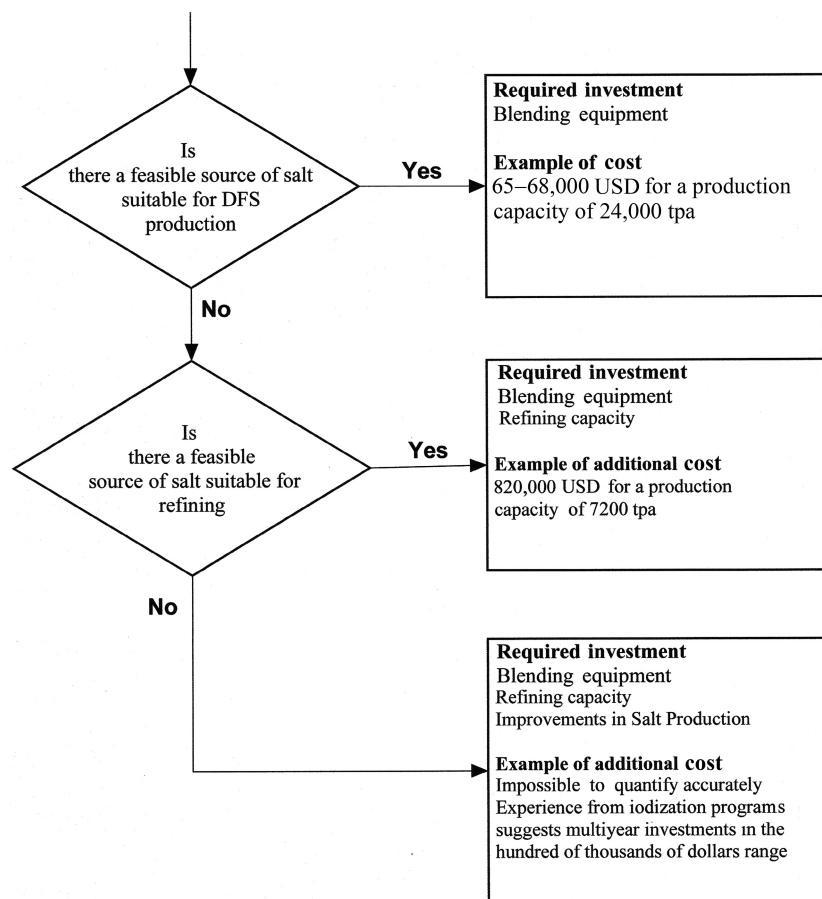 Is
there a feasible source of salt
suitable for DFS
production
Yes
Required investment
Blending equipment
Example of cost
65–68,000 USD for a production
capacity of 24,000 tpa
No
Is
there a feasible
source of salt suitable for
refining
Yes
Required investment
Blending equipment
Refining capacity
Example of additional cost
820,000 USD for a production
capacity of 7200 tpa
No
Required investment
Blending equipment
Refining capacity
Improvements in Salt Production
Example of additional cost
Impossible to quantify accurately
Experience from iodization programs
suggests multiyear investments in the
hundred of thousands of dollars range